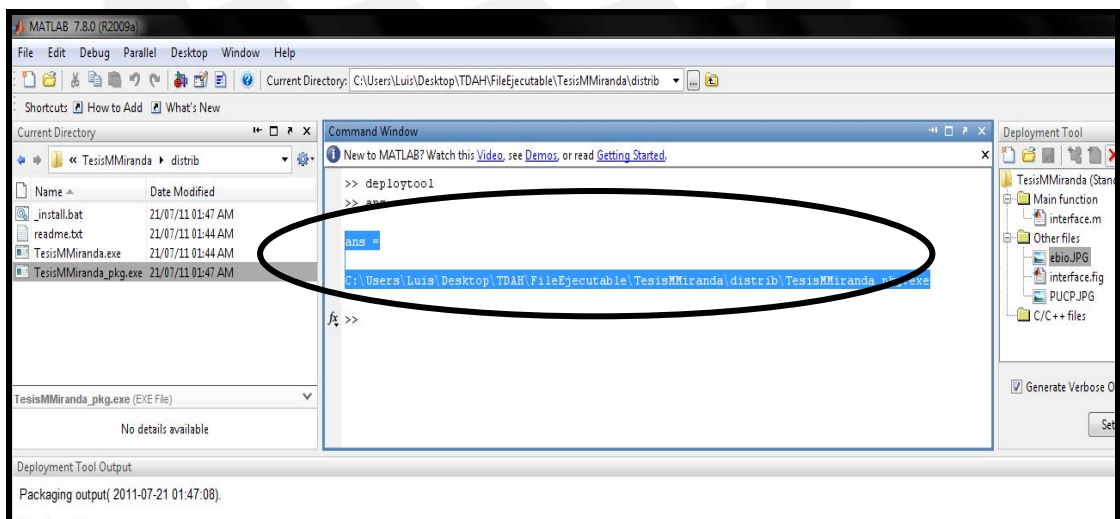 MATLAB 7.8.0 (R2009a)
File Edit Debug Parallel Desktop Window Help
Current Directory: C:\Users\Luis\Desktop\TDAH\FileEjecutable\TesisMMiranda\distrib
Shortcuts How to Add What's New
Current Directory
« TesisMMiranda distrib
Name Date Modified
_install.bat 21/07/11 01:47 AM
readme.txt 21/07/11 01:44 AM
TesisMMiranda.exe 21/07/11 01:44 AM
TesisMMiranda_pkg.exe 21/07/11 01:47 AM
TesisMMiranda_pkg.exe (EXE File)
No details available
Command Window
New to MATLAB? Watch this Video, see Demos, or read Getting Started.
>> deploytool
>> ans
ans =
C:\Users\Luis\Desktop\TDAH\FileEjecutable\TesisMMiranda\distrib\TesisMMiranda_pkg.exe
fx >>
Deployment Tool
TesisMMiranda (Stan
Main function
interface.m
Other files
ebio.JPG
interface.fig
PUCP.JPG
C/C++ files
Generate Verbose O
Set
Deployment Tool Output
Packaging output( 2011-07-21 01:47:08).